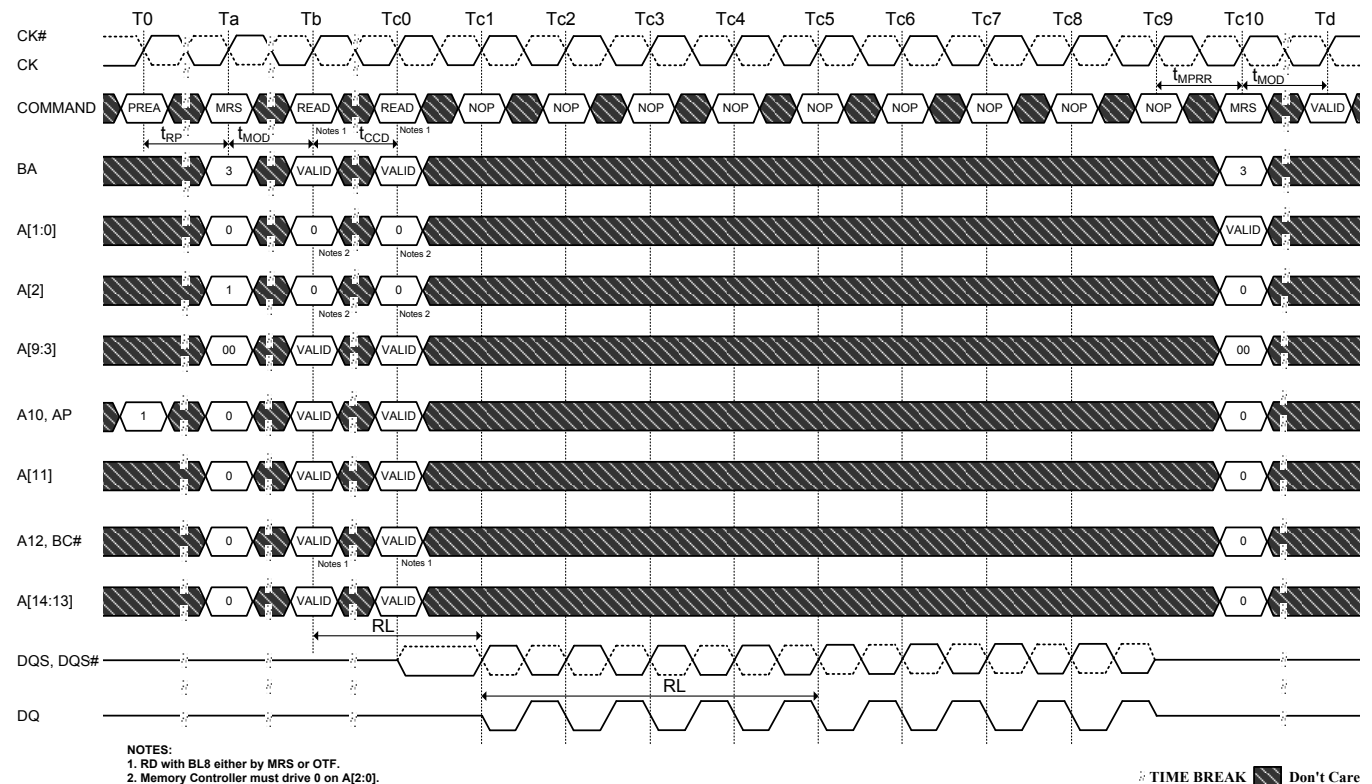 T0 Ta Tb Tc0 Tc1 Tc2 Tc3 Tc4 Tc5 Tc6 Tc7 Tc8 Tc9 Tc10 Td
CK#
CK
tMPRR tMOD
COMMAND PREA MRS READ READ NOP NOP NOP NOP NOP NOP NOP NOP NOP MRS VALID
Notes 1 Notes 1
tRP tMOD tCCD
BA 3 VALID VALID 3
A[1:0] 0 0 0 VALID
Notes 2 Notes 2
A[2] 1 0 0 0
Notes 2 Notes 2
A[9:3] 00 VALID VALID 00
A10, AP 1 0 VALID VALID 0
A[11] 0 VALID VALID 0
A12, BC# 0 VALID VALID 0
Notes 1 Notes 1
A[14:13] 0 VALID VALID 0
RL
DQS, DQS#
RL
DQ
NOTES:
1. RD with BL8 either by MRS or OTF.
2. Memory Controller must drive 0 on A[2:0].
TIME BREAK Don't Care